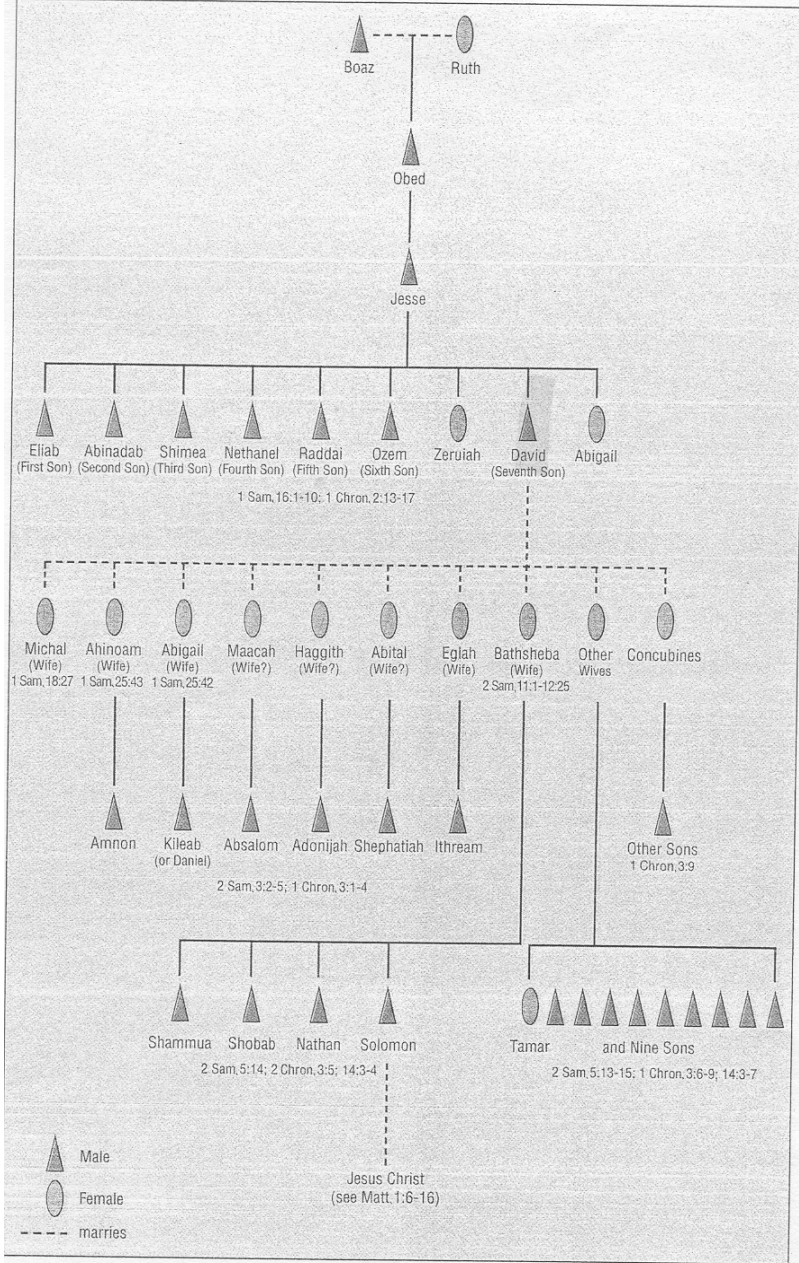 Boaz
Ruth
Obed
Jesse
Eliab
(First Son)
Abinadab
(Second Son)
Shimea
(Third Son)
Nethanel
(Fourth Son)
Raddai
(Fifth Son)
Ozem
(Sixth Son)
Zeruiah
David
(Seventh Son)
Abigail
1 Sam, 16:1-10; 1 Chron, 2:13-17
Michal
(Wife)
1 Sam, 18:27
Ahinoam
(Wife)
1 Sam, 25:43
Abigail
(Wife)
1 Sam, 25:42
Maacah
(Wife?)
Haggith
(Wife?)
Abital
(Wife?)
Eglah
(Wife)
Bathsheba
(Wife)
2 Sam, 11:1-12:25
Other
Wives
Concubines
Amnon
Kileab
(or Daniel)
Absalom
Adonijah
Shephatiah
Ithream
2 Sam, 3:2-5; 1 Chron, 3:1-4
Other Sons
1 Chron, 3:9
Shammua
Shobab
Nathan
Solomon
2 Sam, 5:14; 2 Chron, 3:5; 14:3-4
Tamar
and Nine Sons
2 Sam, 5:13-15; 1 Chron, 3:6-9; 14:3-7
Jesus Christ
(see Matt, 1:6-16)
Male
Female
marries